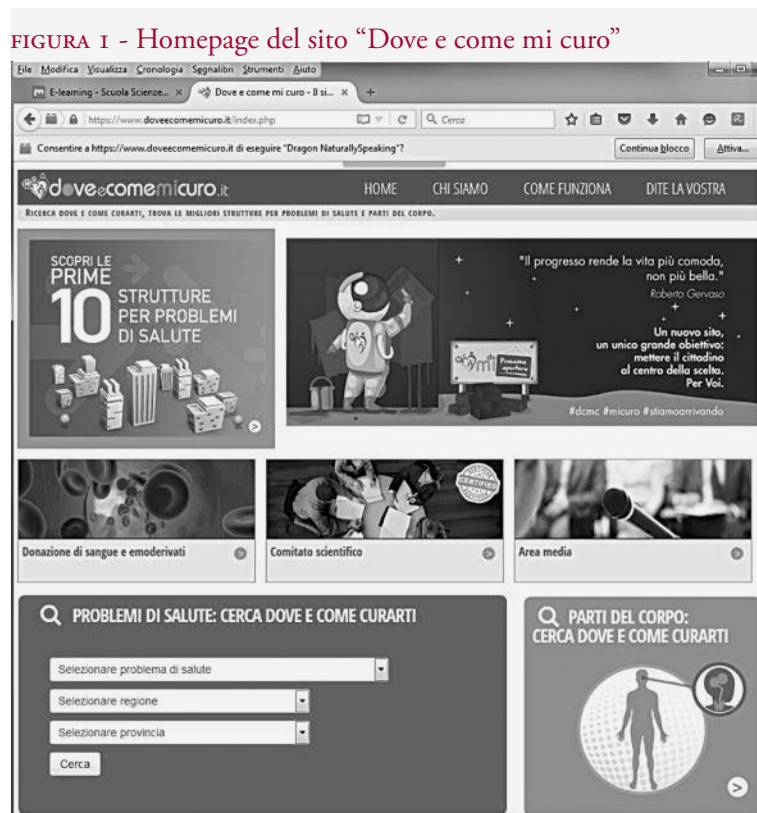 FIGURA 1 - Homepage del sito “Dove e come mi curo”
File Modifica Visualizza Cronologia Segnalibri Strumenti Aiuto
E-learning - Scuola Scienze... × Dove e come mi curo - Il si... × +
https://www.doveecomemicuro.it/index.php Cerca
Consentire a https://www.doveecomemicuro.it di eseguire "Dragon NaturallySpeaking"? Continua blocco Attiva...
doveecomemicuro.it HOME CHI SIAMO COME FUNZIONA DITE LA VOSTRA
RICERCA DOVE E COME CURARTI, TROVA LE MIGLIORI STRUTTURE PER PROBLEMI DI SALUTE E PARTI DEL CORPO.
SCOPRI LE
PRIME
10 STRUTTURE
PER PROBLEMI
DI SALUTE
"Il progresso rende la vita più comoda,
non più bella."
Roberto Gervaso
Un nuovo sito,
un unico grande obiettivo:
mettere il cittadino
al centro della scelta.
Per Voi.
mi Prossima
apertura
#dcmc #micuro #stiamoarrivando
CERTIFIED
Donazione di sangue e emoderivati
Comitato scientifico
Area media
PROBLEMI DI SALUTE: CERCA DOVE E COME CURARTI
Selezionare problema di salute
Selezionare regione
Selezionare provincia
Cerca
PARTI DEL CORPO:
CERCA DOVE E COME CURARTI